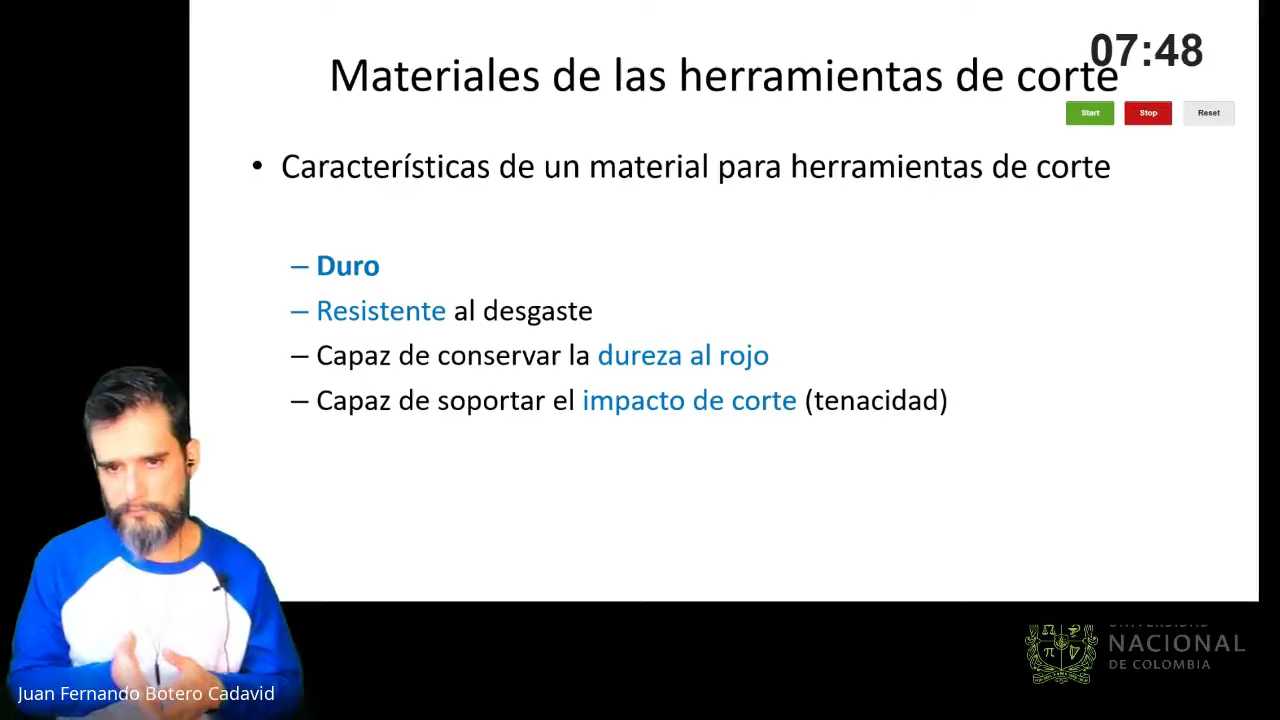 07:48
Materiales de las herramientas de corte
Start
Stop
Reset
• Características de un material para herramientas de corte
– Duro
– Resistente al desgaste
– Capaz de conservar la dureza al rojo
– Capaz de soportar el impacto de corte (tenacidad)
UNIVERSIDAD
NACIONAL
DE COLOMBIA
Juan Fernando Botero Cadavid